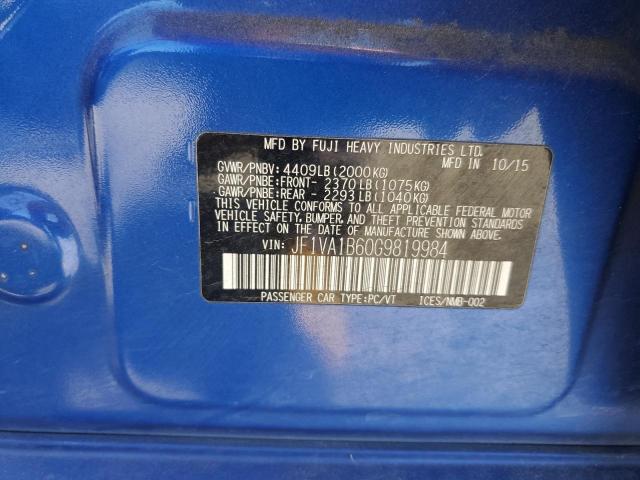 MFD BY FUJI HEAVY INDUSTRIES LTD.
MFD IN 10/15
GVWR/PNBV: 4409LB(2000KG)
GAWR/PNBE:FRONT- 2370LB(1075KG)
GAWR/PNBE:REAR - 2293LB(1040KG)
THIS VEHICLE CONFORMS TO ALL APPLICABLE FEDERAL MOTOR
VEHICLE SAFETY, BUMPER, AND THEFT PREVENTION STANDARDS
IN EFFECT ON THE DATE OF MANUFACTURE SHOWN ABOVE.
VIN: JF1VA1B60G9819984
PASSENGER CAR TYPE:PC/VT ICES/NMB-002